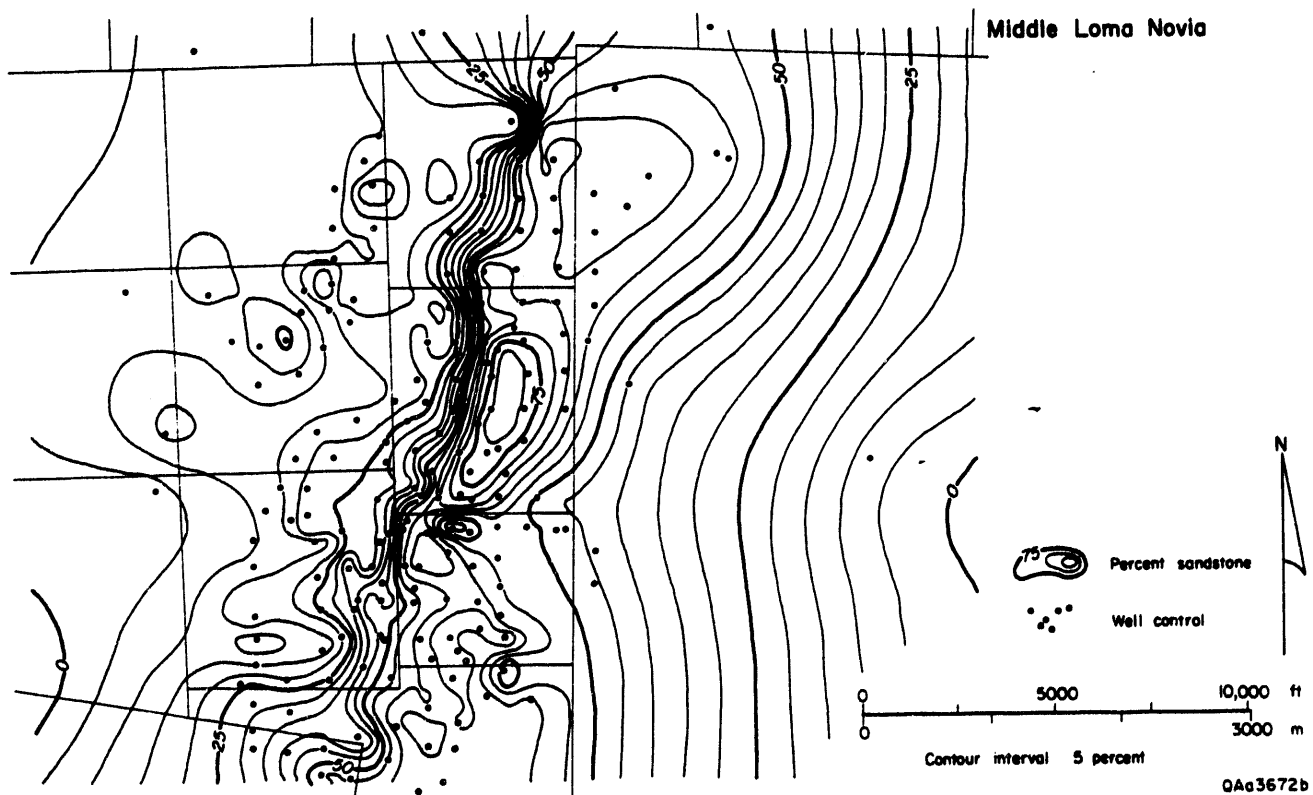 Middle Loma Novia
25
50
50
25
75
0
0
25
50
N
75
Percent sandstone
Well control
0 5000 10,000 ft
0 3000 m
Contour interval 5 percent
QAa3672b